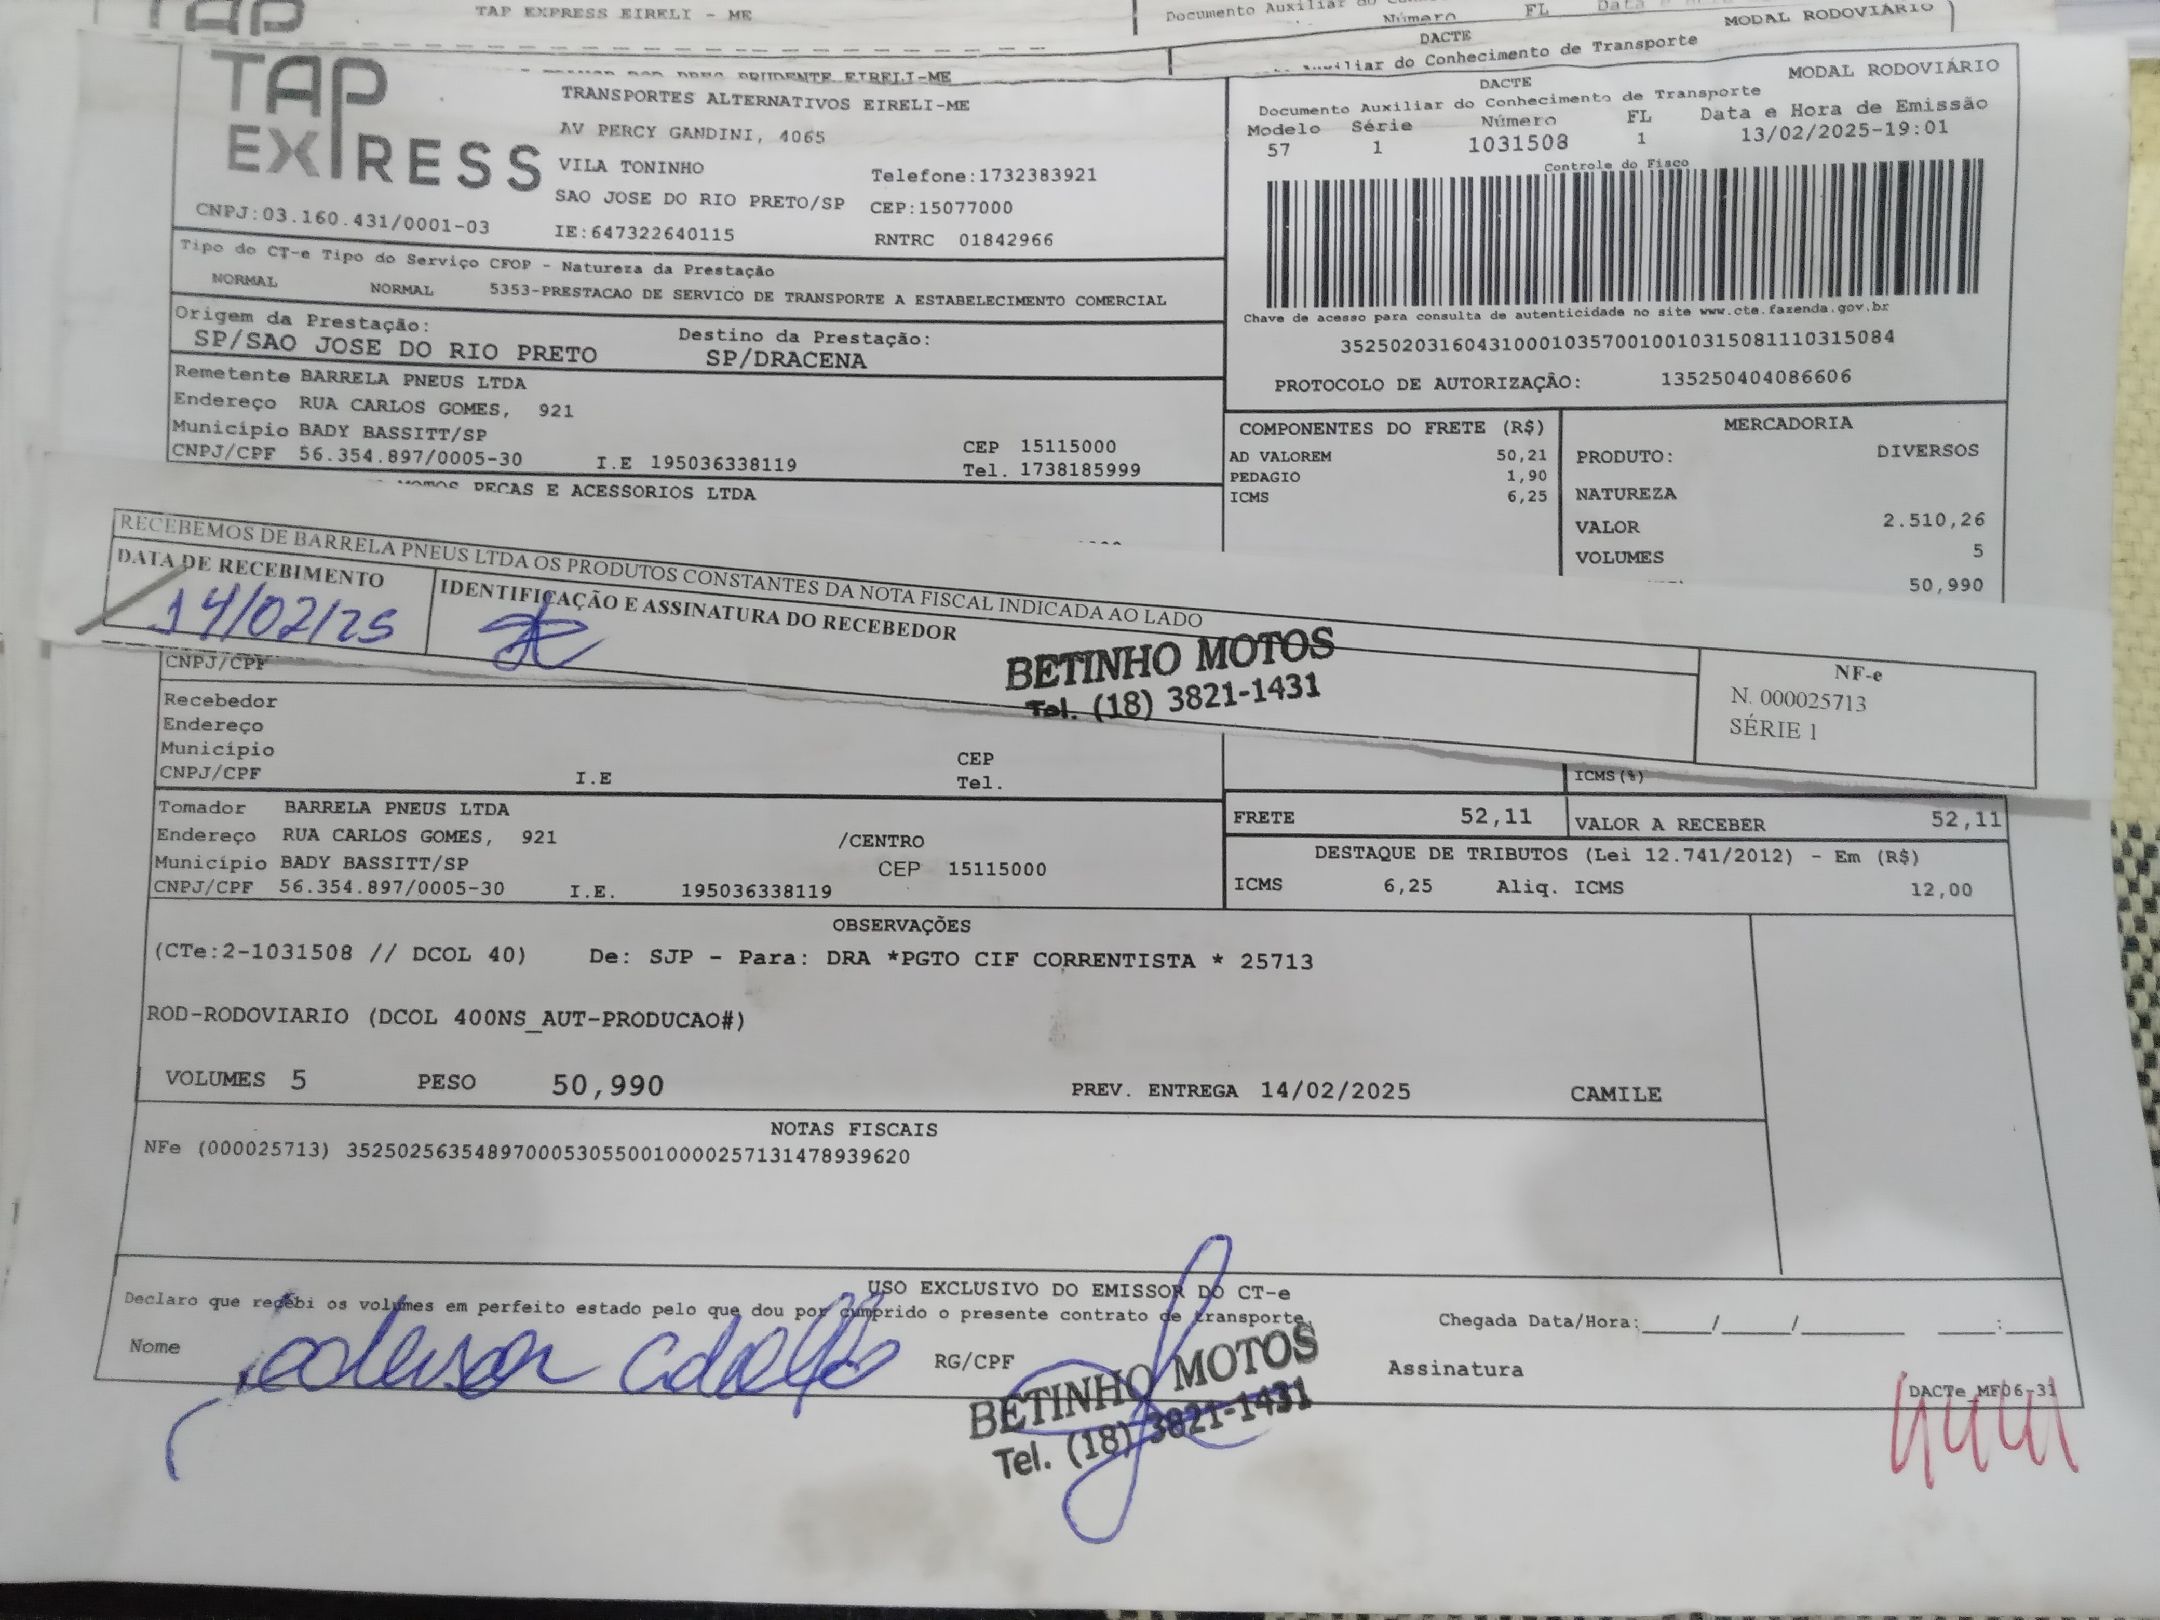 TAP EXPRESS EIRELI - ME
MODAL RODOVIÁRIO
DACTE
Documento Auxiliar do Conhecimento de Transporte
TAP EXPRESS
CNPJ:03.160.431/0001-03
TRANSPORTES ALTERNATIVOS EIRELI-ME
AV PERCY GANDINI, 4065
VILA TONINHO
Telefone:1732383921
SAO JOSE DO RIO PRETO/SP CEP:15077000
IE:647322640115
RNTRC 01842966
DACTE
MODAL RODOVIÁRIO
Documento Auxiliar do Conhecimento de Transporte
Modelo Série Número FL Data e Hora de Emissão
57 1 1031508 1 13/02/2025-19:01
Controle do Fisco
Chave de acesso para consulta de autenticidade no site www.cte.fazenda.gov.br
35250203160431000103570010010315081110315084
PROTOCOLO DE AUTORIZAÇÃO: 135250404086606
Tipo do CT-e Tipo do Serviço CFOP - Natureza da Prestação
NORMAL NORMAL 5353-PRESTACAO DE SERVICO DE TRANSPORTE A ESTABELECIMENTO COMERCIAL
Origem da Prestação: Destino da Prestação:
SP/SAO JOSE DO RIO PRETO SP/DRACENA
Remetente BARRELA PNEUS LTDA
Endereço RUA CARLOS GOMES, 921
Município BADY BASSITT/SP CEP 15115000
CNPJ/CPF 56.354.897/0005-30 I.E 195036338119 Tel. 1738185999
MOTOS PECAS E ACESSORIOS LTDA
COMPONENTES DO FRETE (R$)
AD VALOREM 50,21
PEDAGIO 1,90
ICMS 6,25
MERCADORIA
PRODUTO: DIVERSOS
NATUREZA
VALOR 2.510,26
VOLUMES 5
50,990
RECEBEMOS DE BARRELA PNEUS LTDA OS PRODUTOS CONSTANTES DA NOTA FISCAL INDICADA AO LADO
DATA DE RECEBIMENTO
14/02/25
IDENTIFICAÇÃO E ASSINATURA DO RECEBEDOR
BETINHO MOTOS
Tel. (18) 3821-1431
NF-e
N. 000025713
SÉRIE 1
CNPJ/CPF
Recebedor
Endereço
Município CEP
CNPJ/CPF I.E Tel.
ICMS(%)
Tomador BARRELA PNEUS LTDA
Endereço RUA CARLOS GOMES, 921 /CENTRO
Município BADY BASSITT/SP CEP 15115000
CNPJ/CPF 56.354.897/0005-30 I.E. 195036338119
FRETE 52,11 VALOR A RECEBER 52,11
DESTAQUE DE TRIBUTOS (Lei 12.741/2012) - Em (R$)
ICMS 6,25 Aliq. ICMS 12,00
OBSERVAÇÕES
(CTe:2-1031508 // DCOL 40) De: SJP - Para: DRA *PGTO CIF CORRENTISTA * 25713
ROD-RODOVIARIO (DCOL 400NS_AUT-PRODUCAO#)
VOLUMES 5 PESO 50,990 PREV. ENTREGA 14/02/2025 CAMILE
NOTAS FISCAIS
NFe (000025713) 35250256354897000530550010000257131478939620
USO EXCLUSIVO DO EMISSOR DO CT-e
Declaro que recebi os volumes em perfeito estado pelo que dou por cumprido o presente contrato de transporte.
Chegada Data/Hora:____/____/______ ___:___
Nome
RG/CPF
Assinatura
BETINHO MOTOS
Tel. (18) 3821-1431
DACTe MF06-31